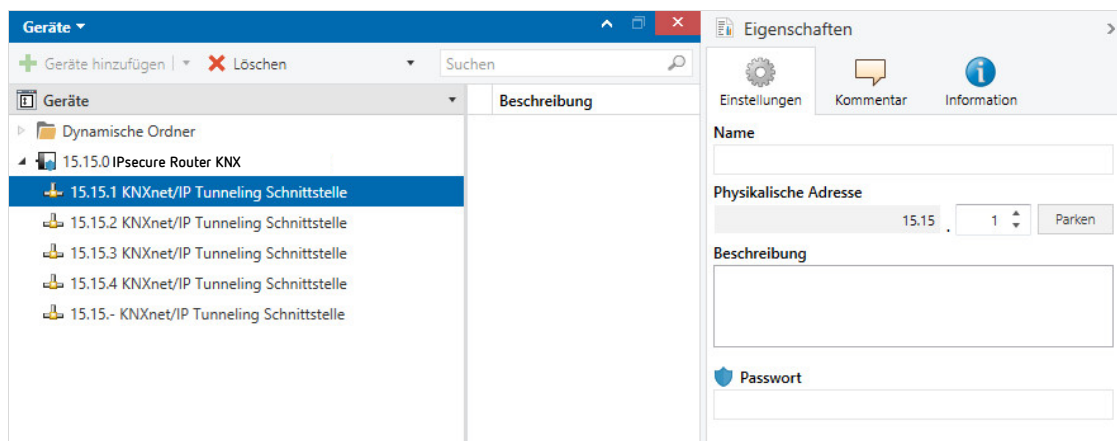 Geräte
Geräte hinzufügen
Löschen
Suchen
Geräte
Beschreibung
Dynamische Ordner
15.15.0 IPsecure Router KNX
15.15.1 KNXnet/IP Tunneling Schnittstelle
15.15.2 KNXnet/IP Tunneling Schnittstelle
15.15.3 KNXnet/IP Tunneling Schnittstelle
15.15.4 KNXnet/IP Tunneling Schnittstelle
15.15.- KNXnet/IP Tunneling Schnittstelle
Eigenschaften
Einstellungen Kommentar Information
Name
Physikalische Adresse
15.15 . 1 Parken
Beschreibung
Passwort